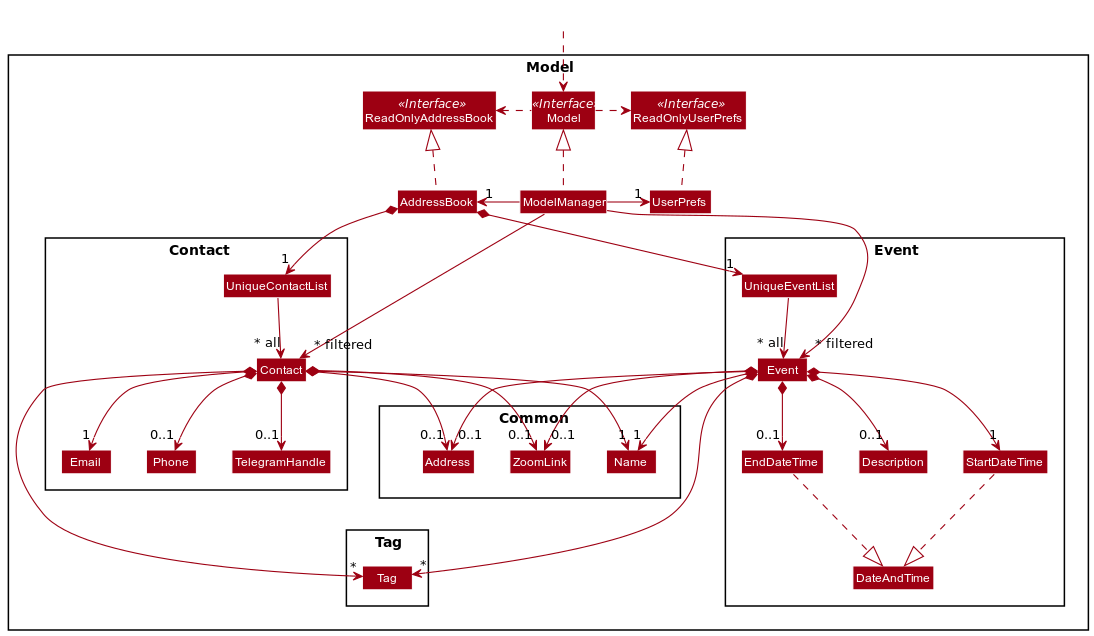 Model
«Interface»
ReadOnlyAddressBook
«Interface»
Model
«Interface»
ReadOnlyUserPrefs
AddressBook
1
ModelManager
1
UserPrefs
Contact
Event
1
1
UniqueContactList
UniqueEventList
* all
* filtered
* all
* filtered
Contact
Event
Common
1
0..1
0..1
0..1
0..1
0..1
0..1
1
1
0..1
0..1
1
Email
Phone
TelegramHandle
Address
ZoomLink
Name
EndDateTime
Description
StartDateTime
Tag
*
*
Tag
DateAndTime